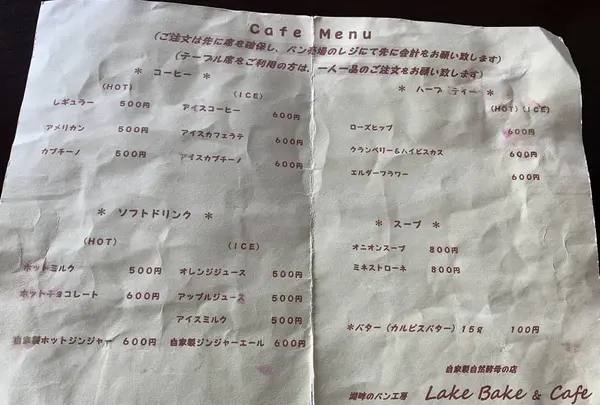 Cafe Menu
(ご注文は先に席を確保し、パン売場のレジにて先に会計をお願い致します)
(テーブル席をご利用の方は、一人一品のご注文をお願い致します)
＊ コーヒー ＊
(HOT) (ICE)
レギュラー 500円 アイスコーヒー 600円
アメリカン 500円 アイスカフェラテ 600円
カプチーノ 500円 アイスカプチーノ 600円
＊ ソフトドリンク ＊
(HOT) (ICE)
ホットミルク 500円 オレンジジュース 500円
ホットチョコレート 600円 アップルジュース 500円
アイスミルク 500円
自家製ホットジンジャー 600円 自家製ジンジャーエール 600円
＊ ハーブ ティー ＊
(HOT)(ICE)
ローズヒップ 600円
クランベリー&ハイビスカス 600円
エルダーフラワー 600円
＊ スープ ＊
オニオンスープ 800円
ミネストローネ 800円
＊バター(カルピスバター)15g 100円
自家製自然酵母の店
湖味のパン工房 Lake Bake & Cafe